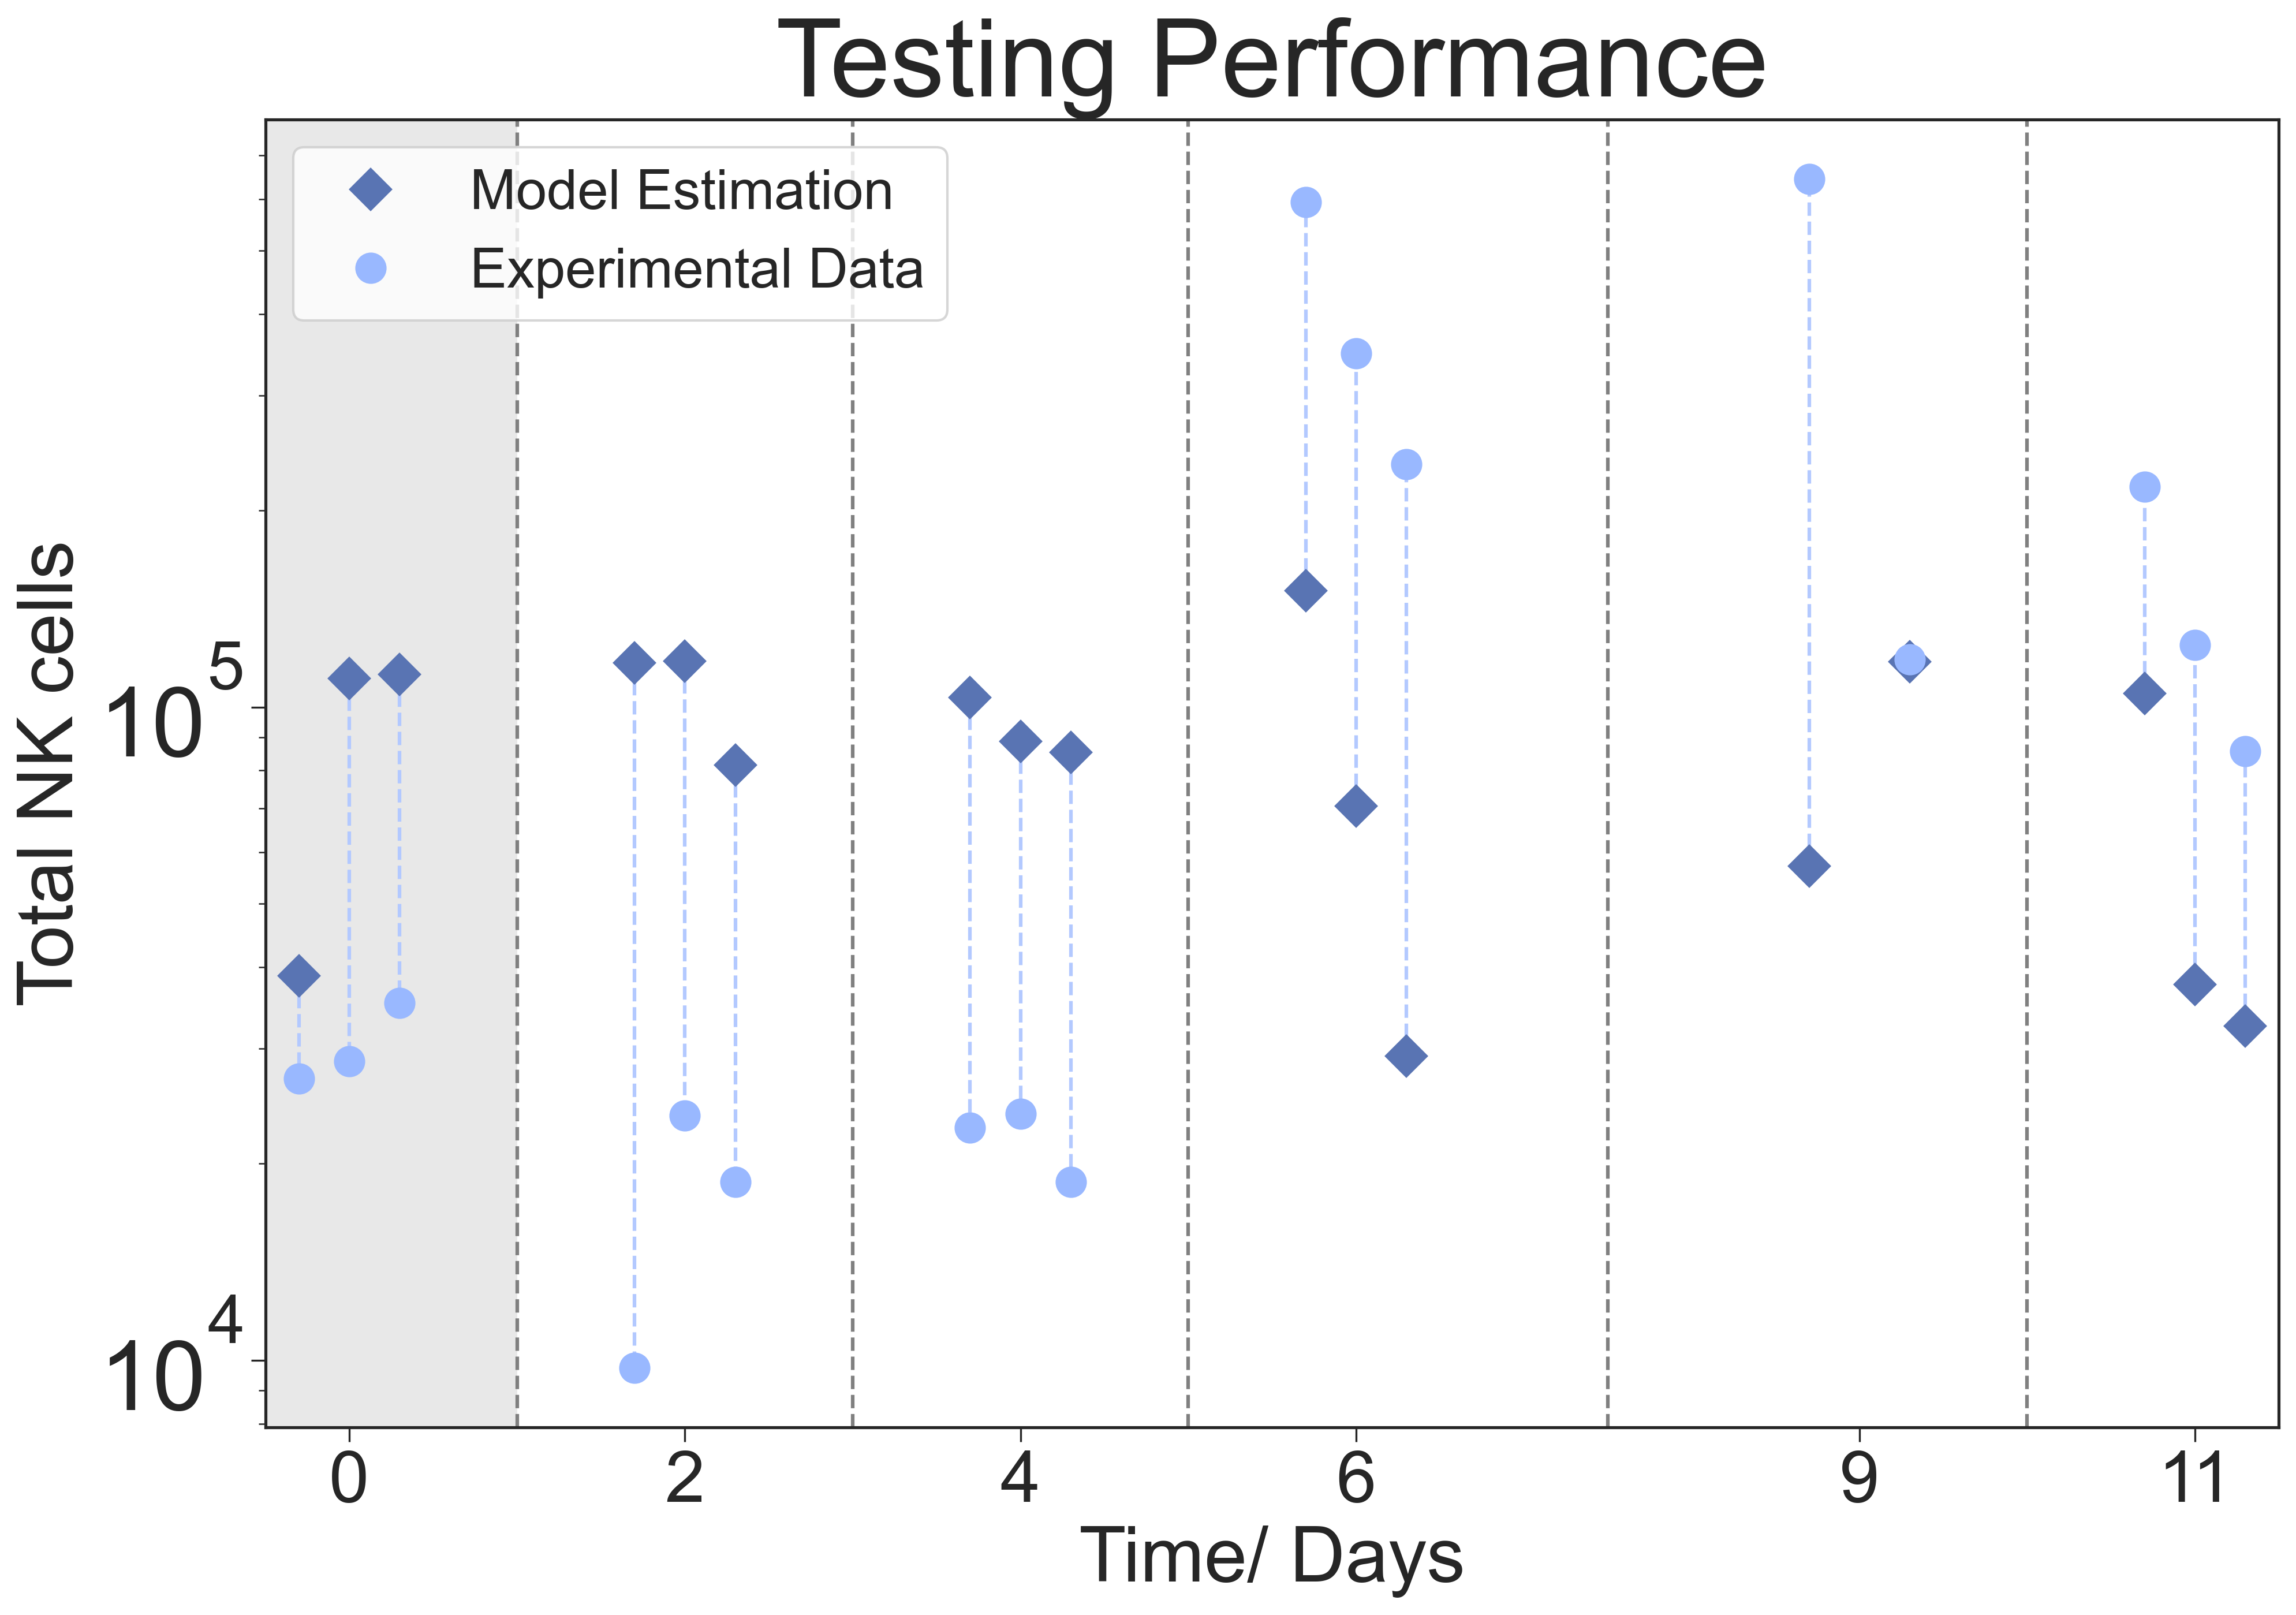 Testing Performance
Model Estimation
Experimental Data
Total NK cells
10^5
10^4
0 2 4 6 9 11
Time/ Days